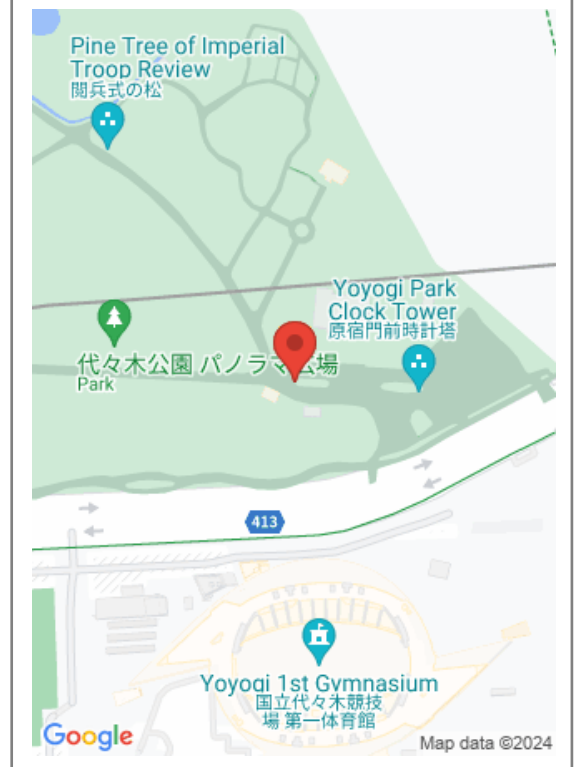 Pine Tree of Imperial
Troop Review
閲兵式の松
Yoyogi Park
Clock Tower
原宿門前時計塔
代々木公園 パノラマ広場
Park
413
Yoyogi 1st Gymnasium
国立代々木競技
場 第一体育館
Google
Map data ©2024